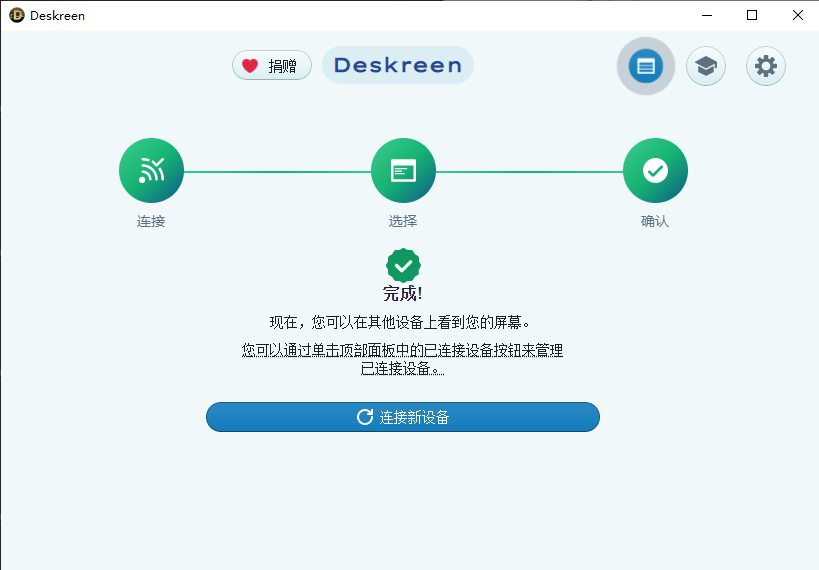 Deskreen
捐赠
Deskreen
连接
选择
确认
完成!
现在，您可以在其他设备上看到您的屏幕。
您可以通过单击顶部面板中的已连接设备按钮来管理
已连接设备。
连接新设备